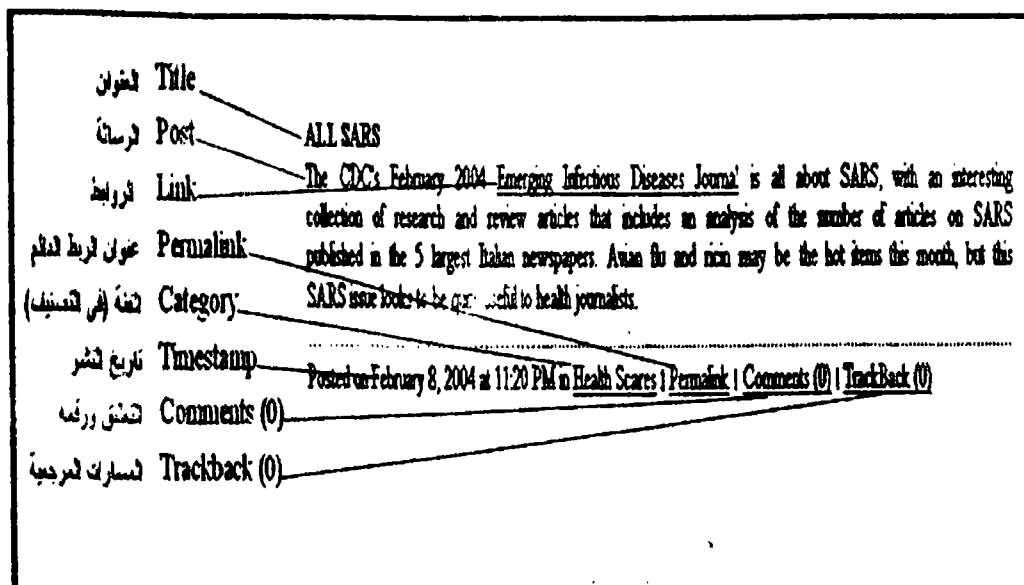 العنوان Title
الرسالة Post
الروابط Link
عنوان الربط الدائم Permalink
الفئة (في التصنيف) Category
تاريخ النشر Timestamp
التعليق ورقمه Comments (0)
المسارات المرجعية Trackback (0)
ALL SARS
The CDC's February 2004 Emerging Infectious Diseases Journal is all about SARS, with an interesting
collection of research and review articles that includes an analysis of the number of articles on SARS
published in the 5 largest Italian newspapers. Avian flu and ricin may be the hot items this month, but this
SARS issue looks to be useful to health journalists.
Posted on February 8, 2004 at 11:20 PM in Health Scares | Permalink | Comments (0) | TrackBack (0)